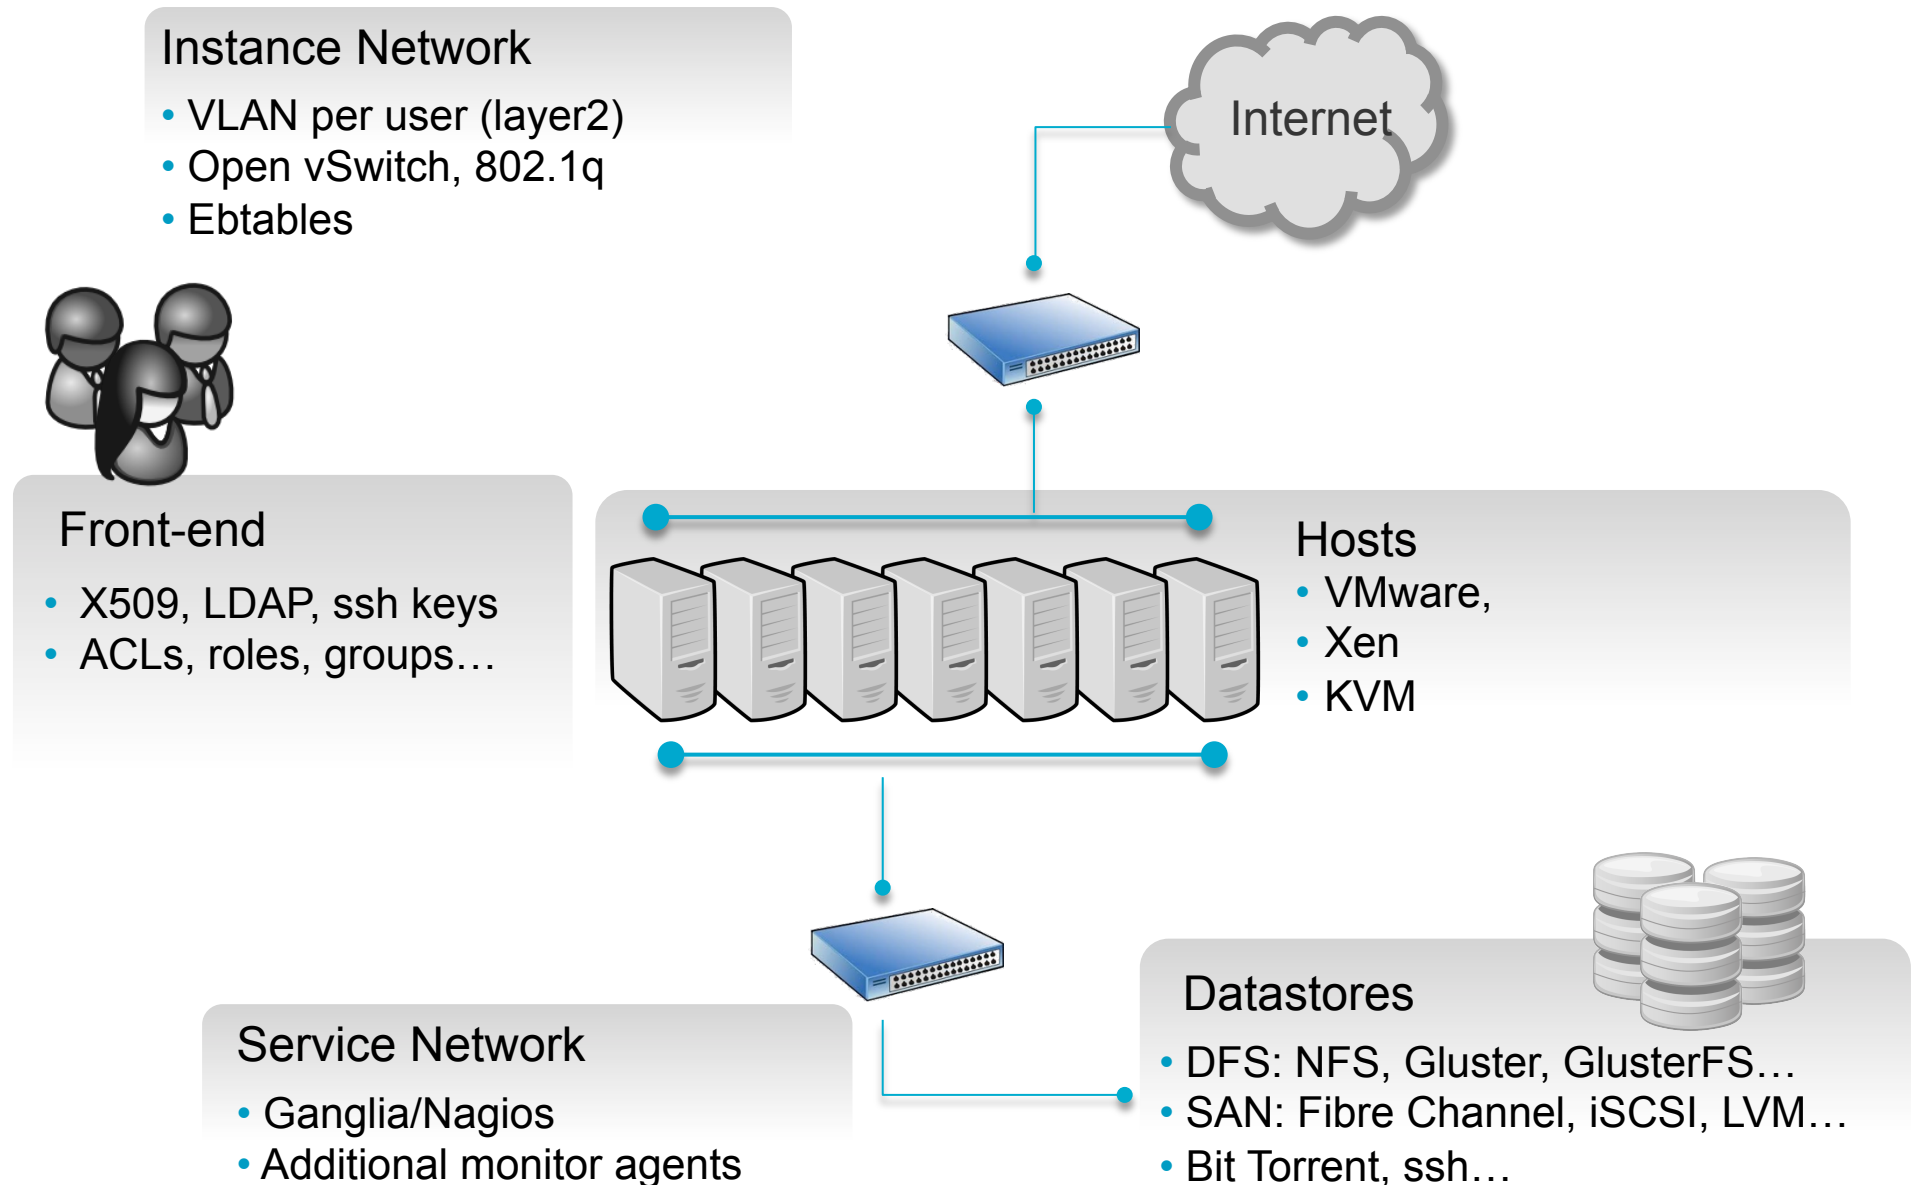 Instance Network
• VLAN per user (layer2)
• Open vSwitch, 802.1q
• Ebtables
Internet
Front-end
• X509, LDAP, ssh keys
• ACLs, roles, groups…
Hosts
• VMware,
• Xen
• KVM
Service Network
• Ganglia/Nagios
• Additional monitor agents
Datastores
• DFS: NFS, Gluster, GlusterFS…
• SAN: Fibre Channel, iSCSI, LVM…
• Bit Torrent, ssh…